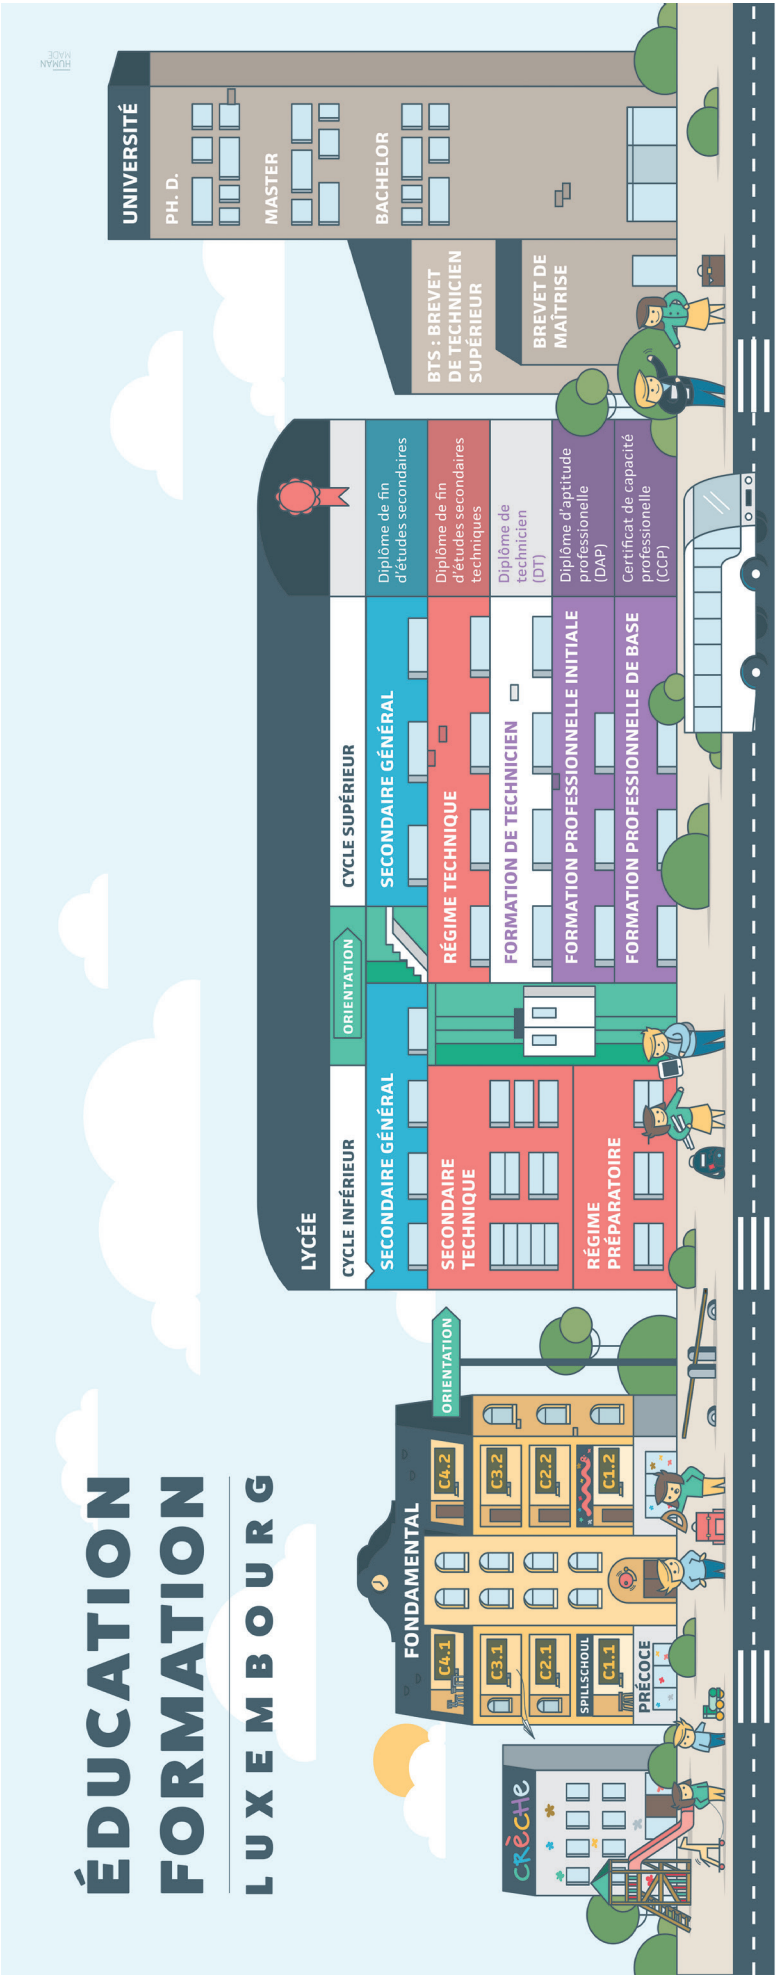 ÉDUCATION
FORMATION
LUXEMBOURG
CRÈCHE
FONDAMENTAL
C4.1
C4.2
C3.1
C3.2
C2.1
C2.2
SPILLSCHOUL
C1.1
C1.2
PRÉCOCE
ORIENTATION
LYCÉE
CYCLE INFÉRIEUR
ORIENTATION
CYCLE SUPÉRIEUR
SECONDAIRE GÉNÉRAL
SECONDAIRE GÉNÉRAL
Diplôme de fin
d'études secondaires
SECONDAIRE
TECHNIQUE
RÉGIME TECHNIQUE
Diplôme de fin
d'études secondaires
techniques
FORMATION DE TECHNICIEN
Diplôme de
technicien
(DT)
RÉGIME
PRÉPARATOIRE
FORMATION PROFESSIONNELLE INITIALE
Diplôme d'aptitude
professionelle
(DAP)
FORMATION PROFESSIONNELLE DE BASE
Certificat de capacité
professionelle
(CCP)
BTS : BREVET
DE TECHNICIEN
SUPÉRIEUR
BREVET DE
MAÎTRISE
UNIVERSITÉ
PH. D.
MASTER
BACHELOR
HUMAN
MADE